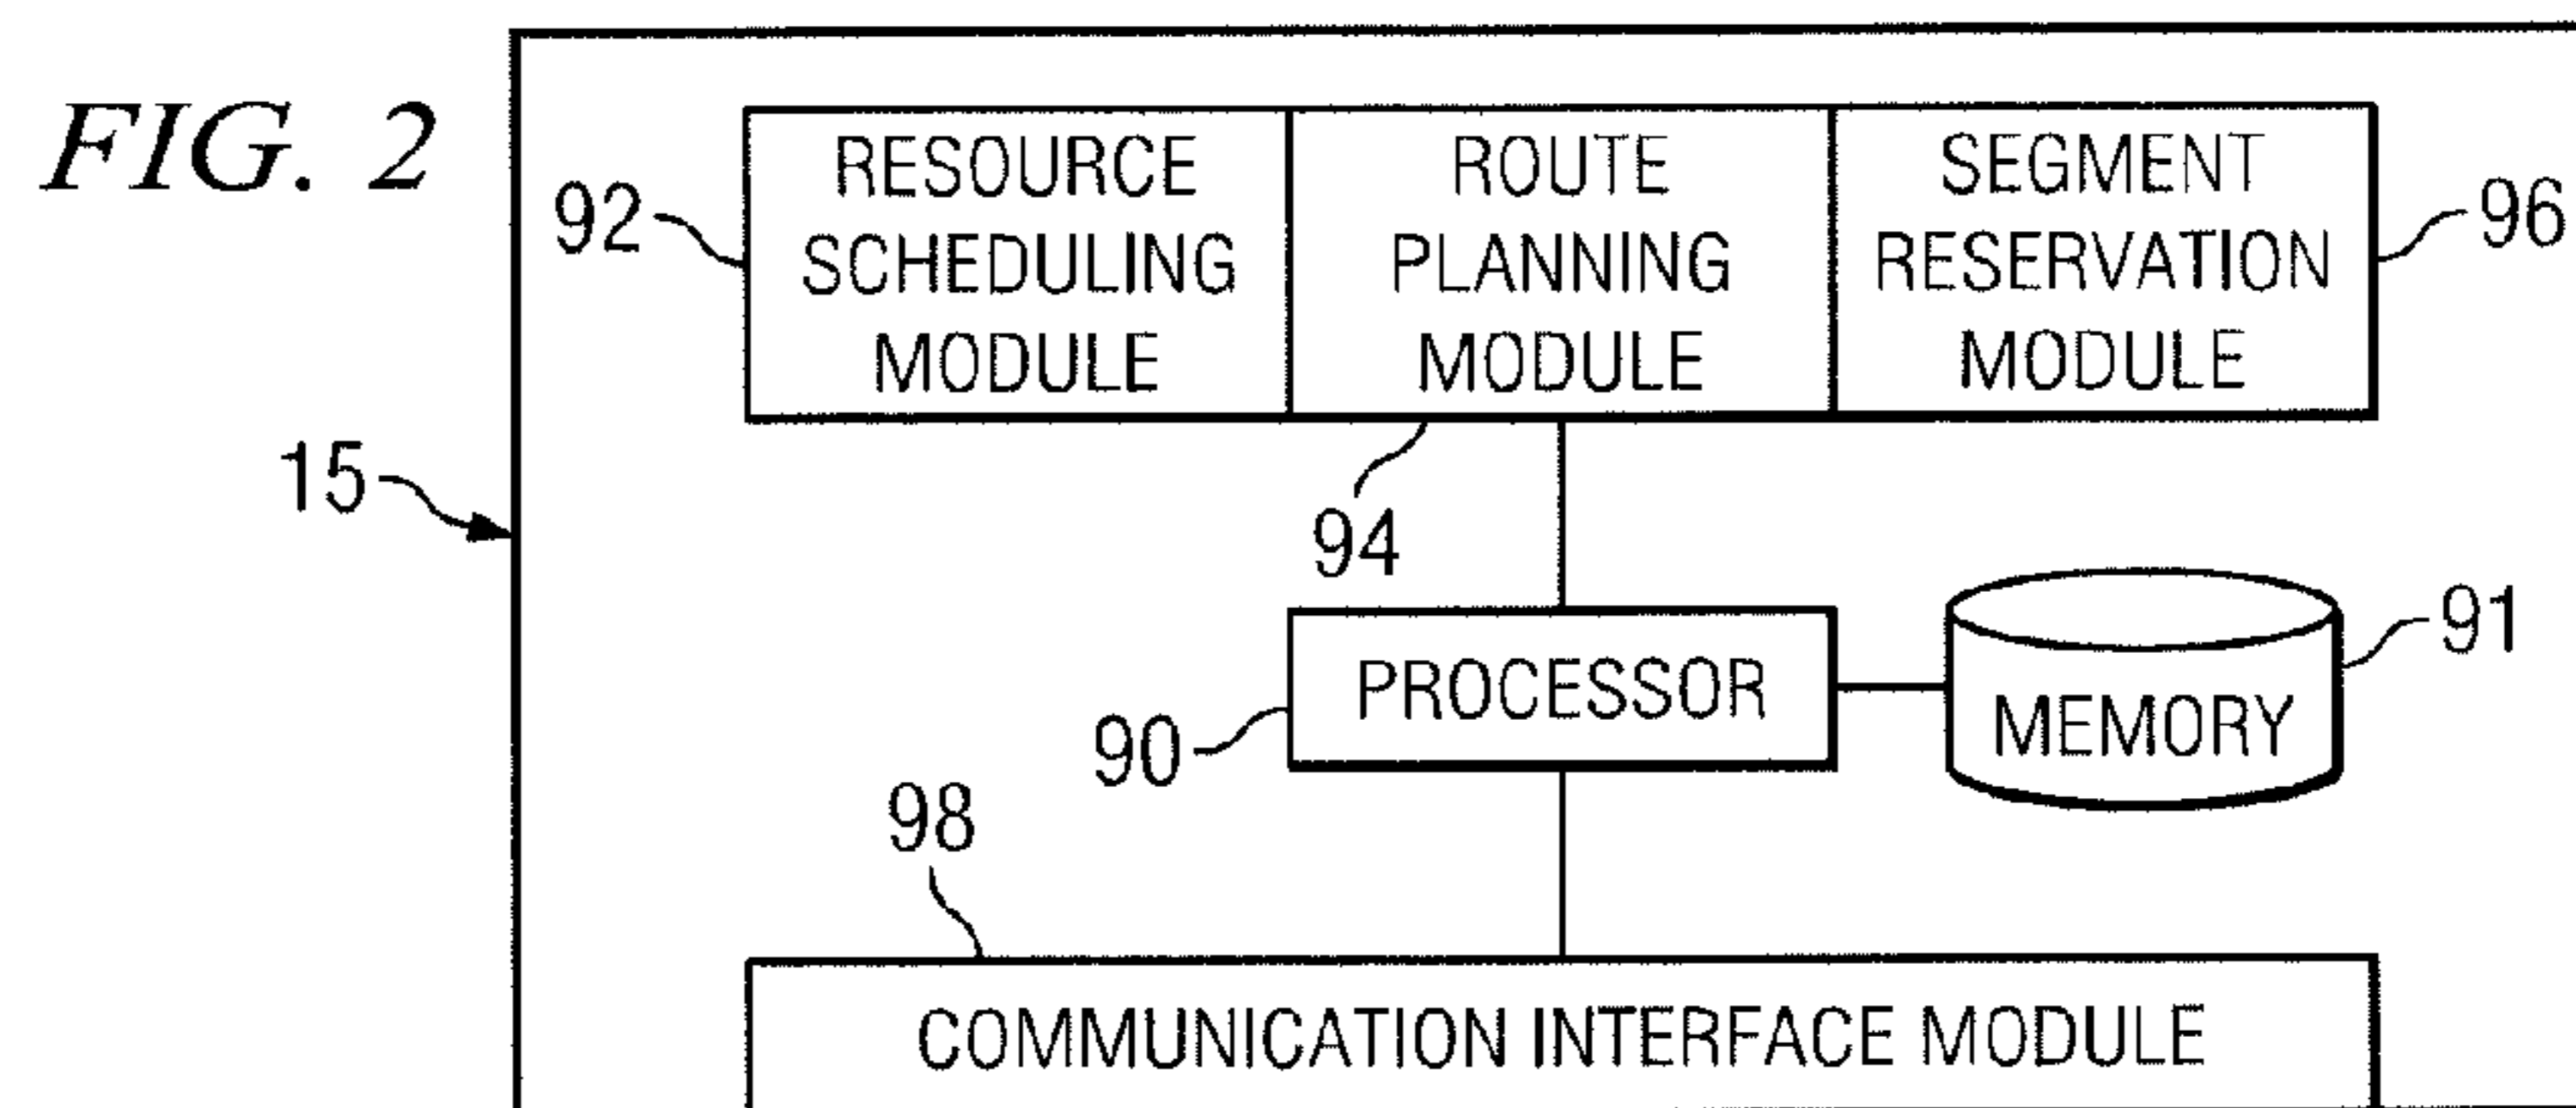 FIG. 2
RESOURCE
SCHEDULING
MODULE
ROUTE
PLANNING
MODULE
SEGMENT
RESERVATION
MODULE
92
96
15
94
91
PROCESSOR
MEMORY
90
98
COMMUNICATION INTERFACE MODULE